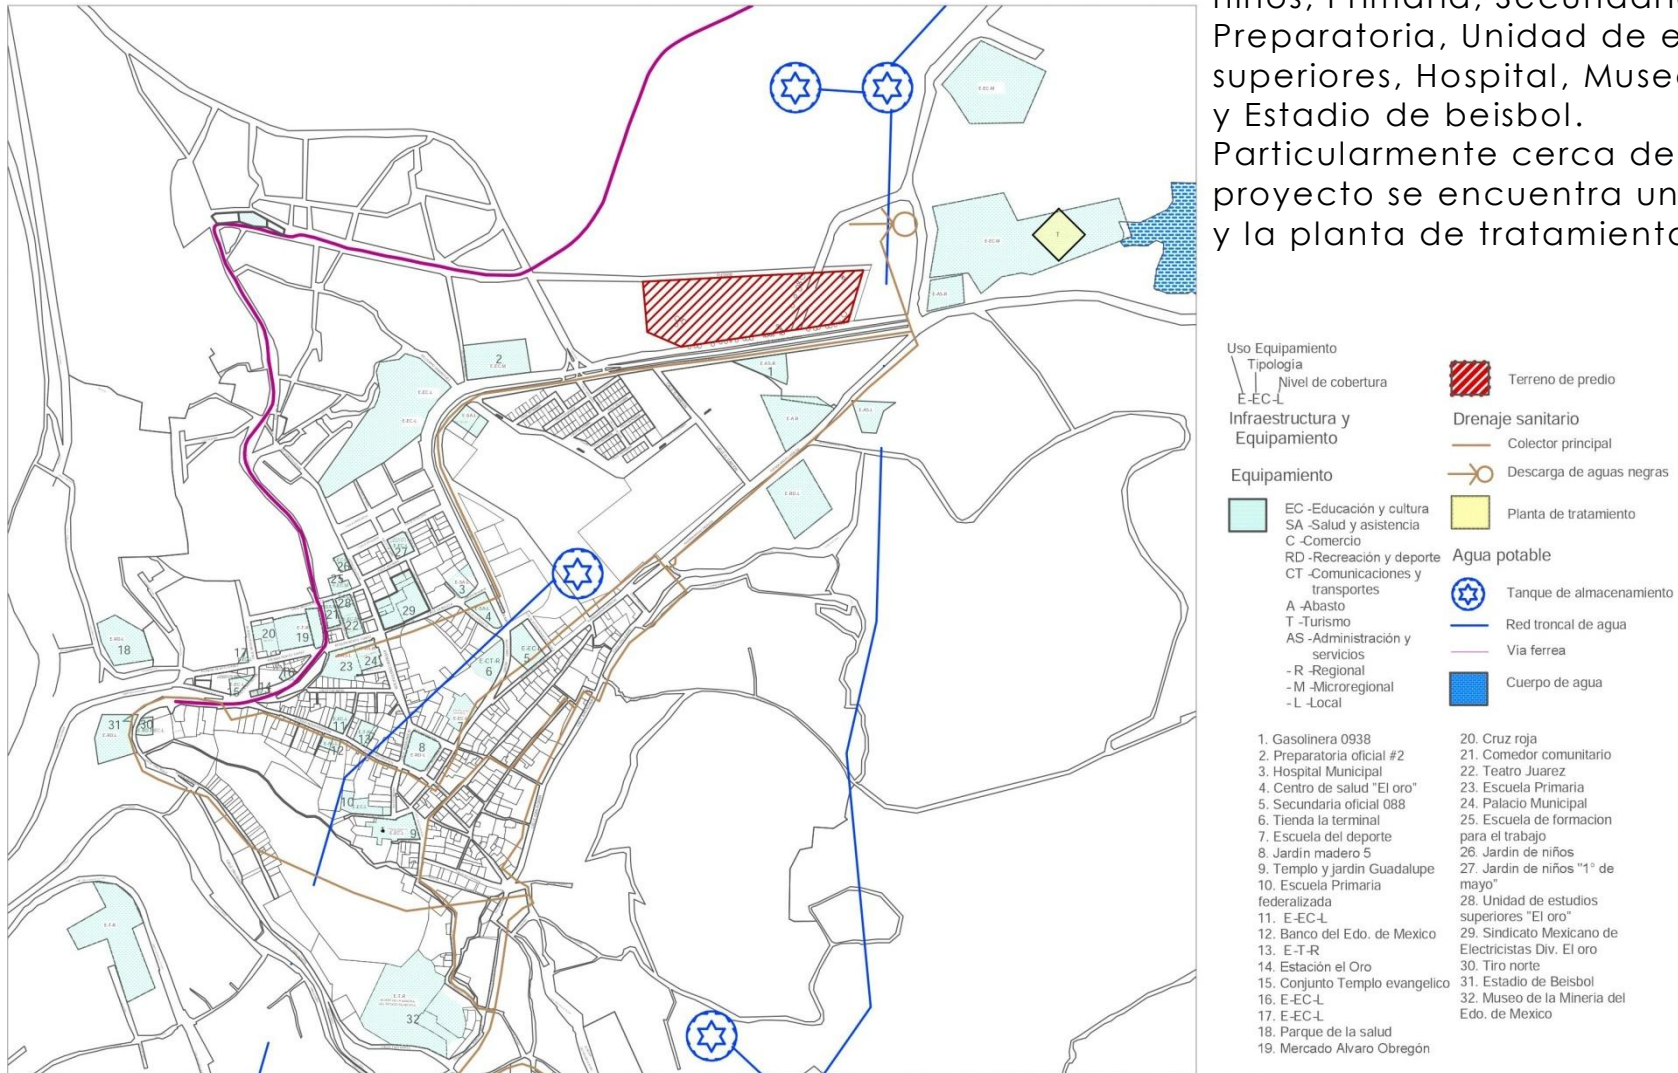 Preparatoria, Unidad de e
superiores, Hospital, Muse
y Estadio de beisbol.
Particularmente cerca de
proyecto se encuentra un
y la planta de tratamient
Uso Equipamiento
Tipología
Nivel de cobertura
E-EC-L
Infraestructura y
Equipamiento
Equipamiento
EC -Educación y cultura
SA -Salud y asistencia
C -Comercio
RD -Recreación y deporte
CT -Comunicaciones y
transportes
A -Abasto
T -Turismo
AS -Administración y
servicios
- R -Regional
- M -Microregional
- L -Local
Terreno de predio
Drenaje sanitario
Colector principal
Descarga de aguas negras
Planta de tratamiento
Agua potable
Tanque de almacenamiento
Red troncal de agua
Via ferrea
Cuerpo de agua
1. Gasolinera 0938
2. Preparatoria oficial #2
3. Hospital Municipal
4. Centro de salud "El oro"
5. Secundaria oficial 088
6. Tienda la terminal
7. Escuela del deporte
8. Jardin madero 5
9. Templo y jardin Guadalupe
10. Escuela Primaria
federalizada
11. E-EC-L
12. Banco del Edo. de Mexico
13. E-T-R
14. Estación el Oro
15. Conjunto Templo evangelico
16. E-EC-L
17. E-EC-L
18. Parque de la salud
19. Mercado Alvaro Obregón
20. Cruz roja
21. Comedor comunitario
22. Teatro Juarez
23. Escuela Primaria
24. Palacio Municipal
25. Escuela de formacion
para el trabajo
26. Jardin de niños
27. Jardin de niños "1° de
mayo"
28. Unidad de estudios
superiores "El oro"
29. Sindicato Mexicano de
Electricistas Div. El oro
30. Tiro norte
31. Estadio de Beisbol
32. Museo de la Mineria del
Edo. de Mexico
E-EC-M
E-EC-M
T
2
E-EC-M
1
E-EC-L
E-EC-L
27
26
25
3
28
21
29
22
4
20
19
18
17
23
24
5
E-CT-R
6
31
30
11
13
12
8
7
10
9
E-T-R
E-T-R
32